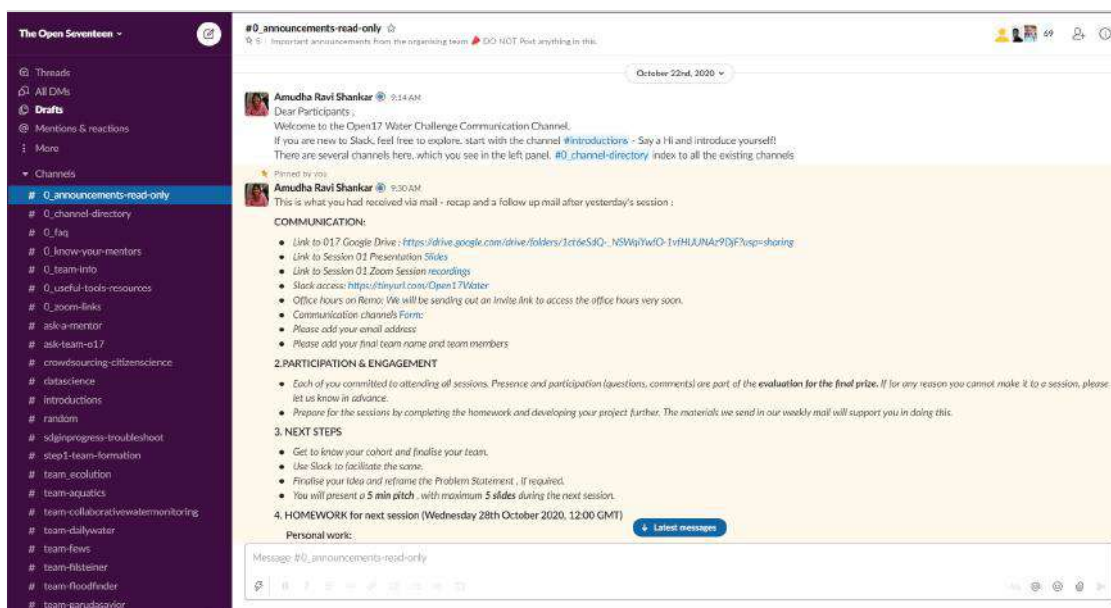 The Open Seventeen
Threads
All DMs
Drafts
Mentions & reactions
More
Channels
# 0_announcements-read-only
# 0_channel-directory
# 0_faq
# 0_know-your-mentors
# 0_team-info
# 0_useful-tools-resources
# 0_zoom-links
# ask-a-mentor
# ask-team-o17
# crowdsourcing-citizenscience
# datascience
# introductions
# random
# sdginprogress-troubleshoot
# step1-team-formation
# team_ecolution
# team-aquatics
# team-collaborativewatermonitoring
# team-dailywater
# team-fews
# team-filsteiner
# team-floodfinder
# team-garudasavior
#0_announcements-read-only
Important announcements from the organising team DO NOT Post anything in this.
69
October 22nd, 2020
Amudha Ravi Shankar 9:14 AM
Dear Participants ,
Welcome to the Open17 Water Challenge Communication Channel.
If you are new to Slack, feel free to explore. start with the channel #introductions - Say a Hi and introduce yourself!
There are several channels here, which you see in the left panel. #0_channel-directory index to all the existing channels
Pinned by you
Amudha Ravi Shankar 9:30 AM
This is what you had received via mail - recap and a follow up mail after yesterday's session :
COMMUNICATION:
• Link to 017 Google Drive :
• Link to Session 01 Presentation Slides
• Link to Session 01 Zoom Session recordings
• Slack access: https://tinyurl.com/Open17Water
• Office hours on Remo: We will be sending out an invite link to access the office hours very soon.
• Communication channels Form:
• Please add your email address
• Please add your final team name and team members
2.PARTICIPATION & ENGAGEMENT
• Each of you committed to attending all sessions. Presence and participation (questions, comments) are part of the evaluation for the final prize. If for any reason you cannot make it to a session, please
let us know in advance.
• Prepare for the sessions by completing the homework and developing your project further. The materials we send in our weekly mail will support you in doing this.
3. NEXT STEPS
• Get to know your cohort and finalise your team.
• Use Slack to facilitate the same.
• Finalise your Idea and reframe the Problem Statement , if required.
• You will present a 5 min pitch , with maximum 5 slides during the next session.
4. HOMEWORK for next session (Wednesday 28th October 2020, 12:00 GMT)
Latest messages
Personal work:
Message #0_announcements-read-only